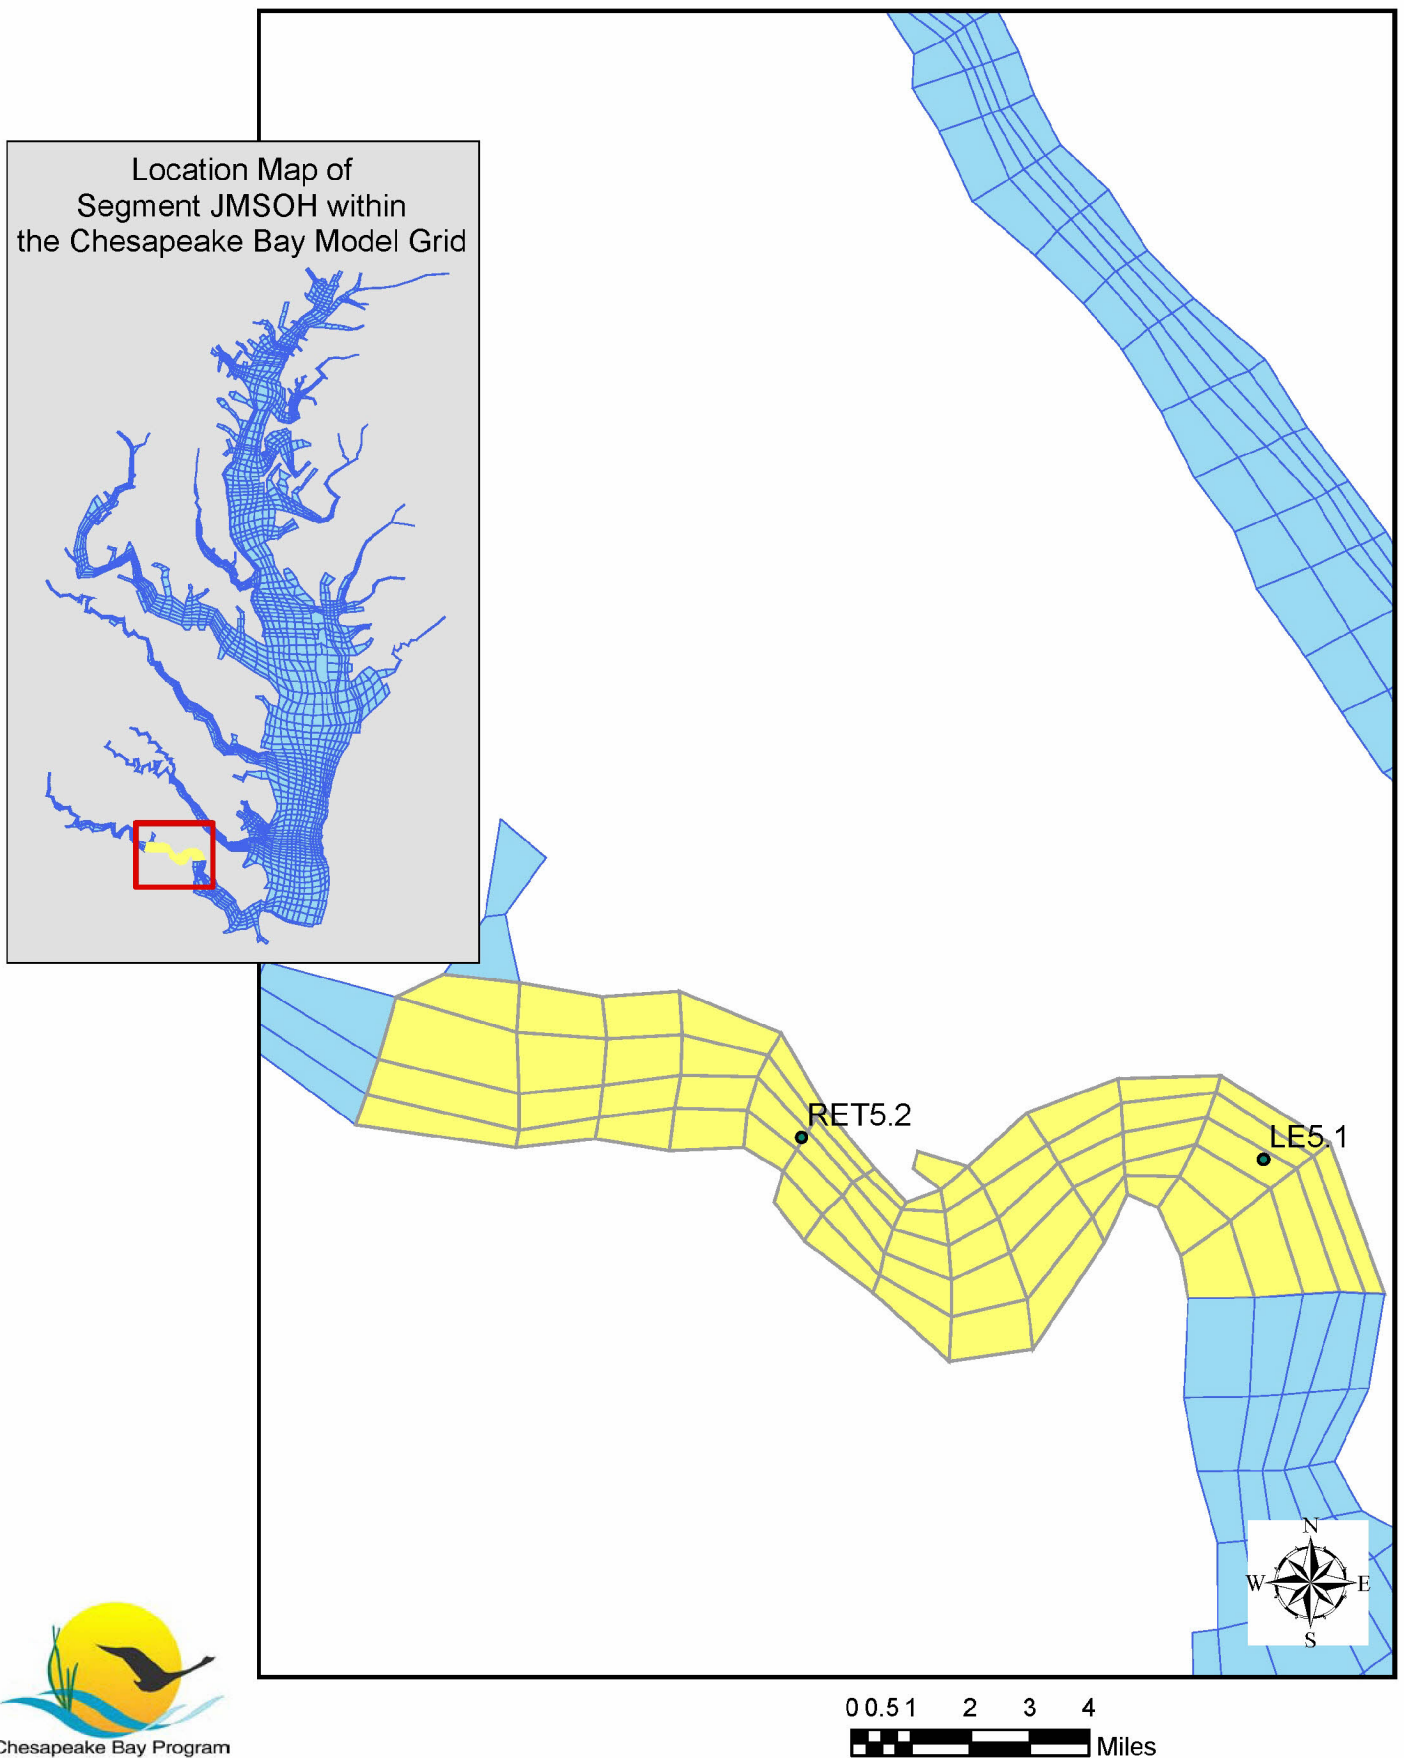 Location Map of
Segment JMSOH within
the Chesapeake Bay Model Grid
RET5.2
LE5.1
N
W E
S
0 0.5 1 2 3 4
Miles
Chesapeake Bay Program